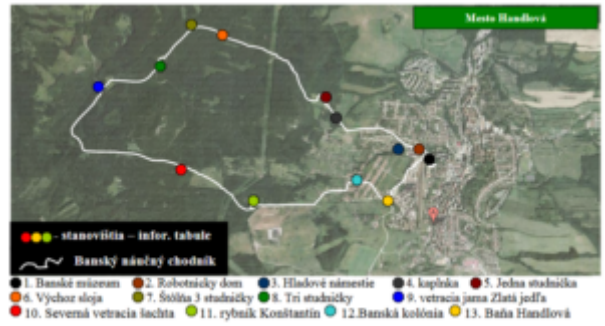 Mesto Handlová
- stanovištia – infor. tabule
Banský náučný chodník
1. Banské múzeum 2. Robotnícky dom 3. Hladové námestie 4. kaplnka 5. Jedna studnička
6. Výchoz sloja 7. Štôlňa 3 studničky 8. Tri studničky 9. vetracia jama Zlatá jedľa
10. Severná vetracia šachta 11. rybník Konštantín 12.Banská kolónia 13. Baňa Handlová